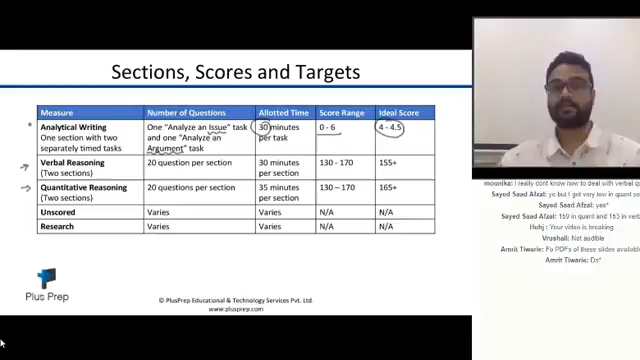 Sections, Scores and Targets
Measure Number of Questions Allotted Time Score Range Ideal Score
Analytical Writing
One section with two
separately timed tasks
One "Analyze an Issue" task
and one "Analyze an
Argument" task
30 minutes
per task
0 - 6
4 - 4.5
Verbal Reasoning
(Two sections)
20 question per section
30 minutes
per section
130 - 170
155+
Quantitative Reasoning
(Two sections)
20 questions per section
35 minutes
per section
130 – 170
165+
Unscored Varies Varies N/A N/A
Research Varies Varies N/A N/A
Plus Prep
© PlusPrep Educational & Technology Services Pvt. Ltd.
www.plusprep.com
mounika: I really dont know how to deal with verbal
Sayed Saad Afzal: ye but I got very low in quant
Sayed Saad Afzal: yes*
Sayed Saad Afzal: 159 in quant and 153 in
Huhj : Your video is breaking
Vrushali: Not audible
Amrit Tiwarie: Fo PDFs of these slides
Amrit Tiwarie: Do*